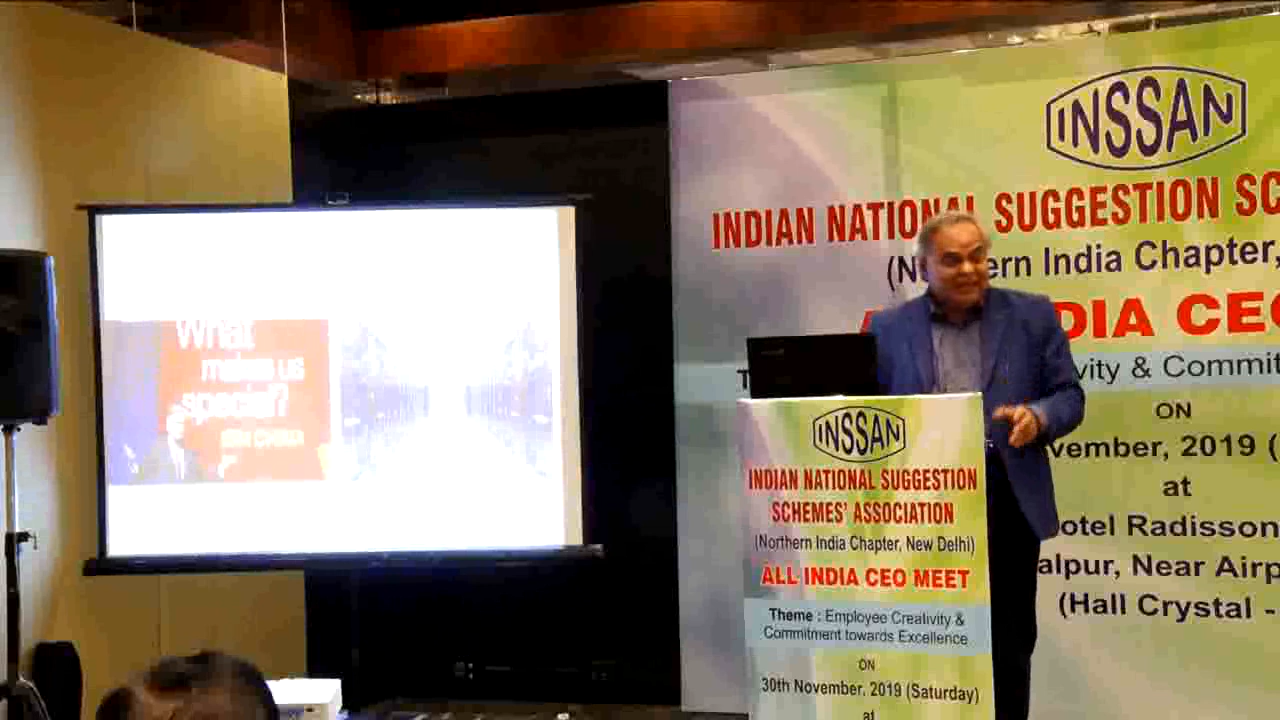 What
makes us
special?
INSSAN
INDIAN NATIONAL SUGGESTION SC
ern India Chapter,
DIA CEO
vity & Commit
ON
vember, 2019 (
at
otel Radisson
alpur, Near Airp
(Hall Crystal -
INSSAN
INDIAN NATIONAL SUGGESTION
SCHEMES' ASSOCIATION
(Northern India Chapter, New Delhi)
ALL INDIA CEO MEET
Theme : Employee Creativity &
Commitment towards Excellence
ON
30th November, 2019 (Saturday)
at